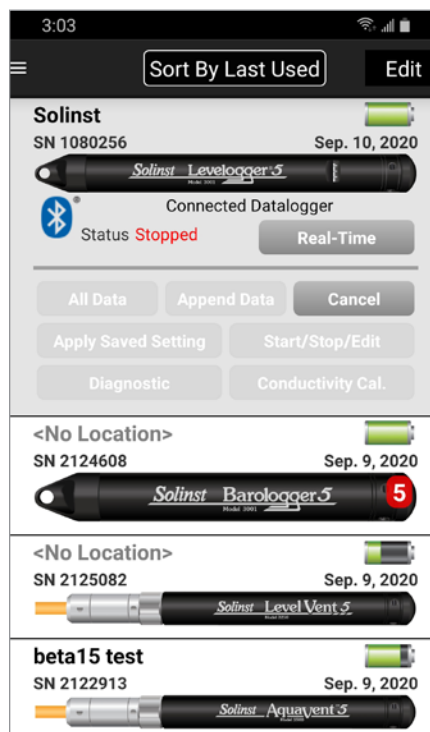 3:03
Sort By Last Used
Edit
Solinst
SN 1080256
Sep. 10, 2020
Solinst Levelogger 5
Connected Datalogger
Status Stopped
Real-Time
All Data
Append Data
Cancel
Apply Saved Setting
Start/Stop/Edit
Diagnostic
Conductivity Cal.
<No Location>
SN 2124608
Sep. 9, 2020
Solinst Barologger 5
Model 3001
5
<No Location>
SN 2125082
Sep. 9, 2020
Solinst LevelVent 5
beta15 test
SN 2122913
Sep. 9, 2020
Solinst Aquavent 5